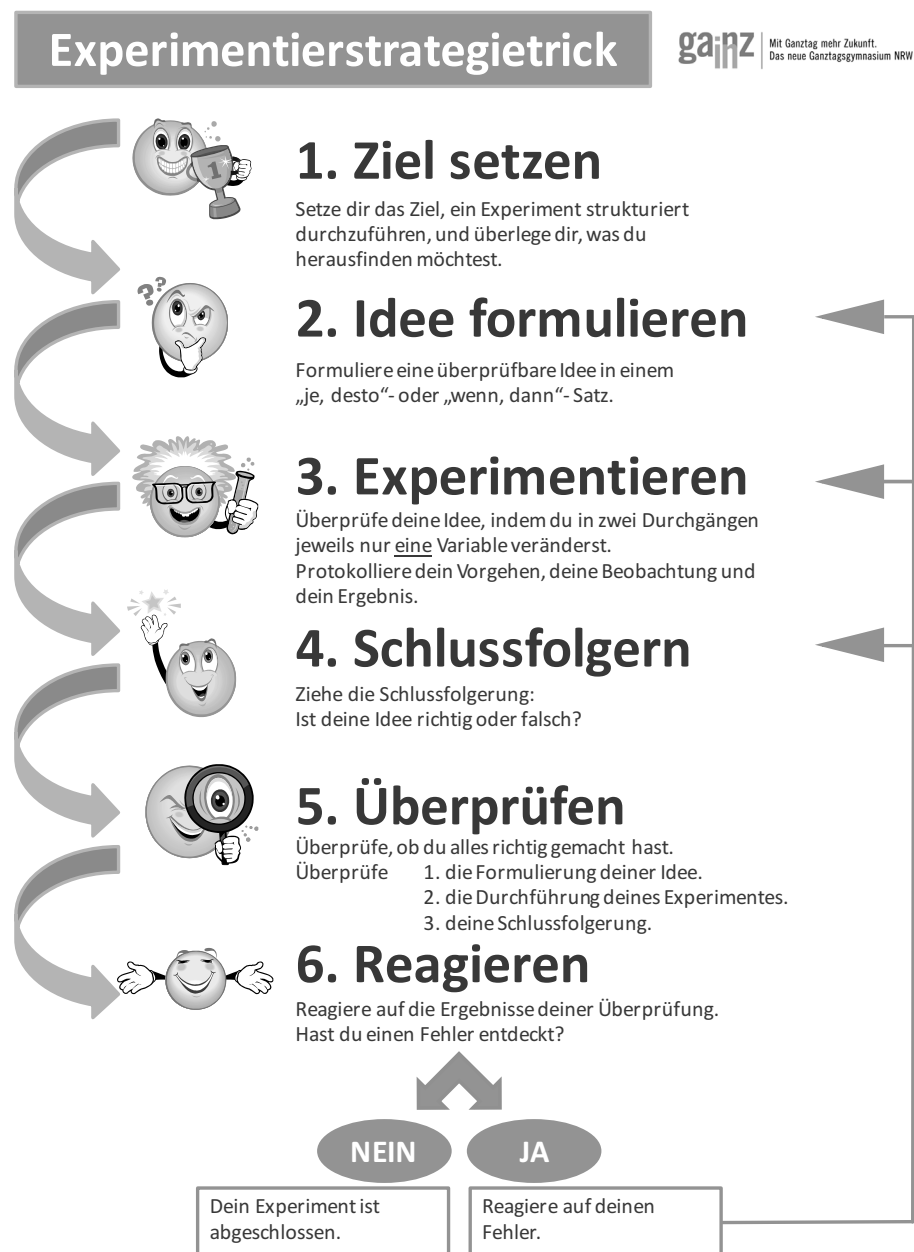 Experimentierstrategietrick
gainz
Mit Ganztag mehr Zukunft.
Das neue Ganztagsgymnasium NRW
1
1. Ziel setzen
Setze dir das Ziel, ein Experiment strukturiert
durchzuführen, und überlege dir, was du
herausfinden möchtest.
???
2. Idee formulieren
Formuliere eine überprüfbare Idee in einem
„je, desto“- oder „wenn, dann“- Satz.
3. Experimentieren
Überprüfe deine Idee, indem du in zwei Durchgängen
jeweils nur eine Variable veränderst.
Protokolliere dein Vorgehen, deine Beobachtung und
dein Ergebnis.
4. Schlussfolgern
Ziehe die Schlussfolgerung:
Ist deine Idee richtig oder falsch?
5. Überprüfen
Überprüfe, ob du alles richtig gemacht hast.
Überprüfe 1. die Formulierung deiner Idee.
2. die Durchführung deines Experimentes.
3. deine Schlussfolgerung.
6. Reagieren
Reagiere auf die Ergebnisse deiner Überprüfung.
Hast du einen Fehler entdeckt?
NEIN JA
Dein Experiment ist
abgeschlossen.
Reagiere auf deinen
Fehler.